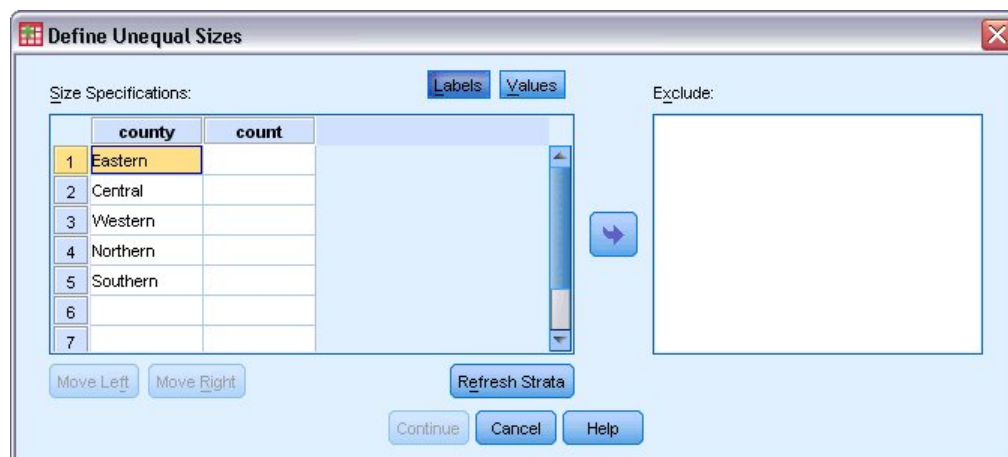 Define Unequal Sizes
Size Specifications:
Labels
Values
Exclude:
county count
1 Eastern
2 Central
3 Western
4 Northern
5 Southern
6
7
Move Left
Move Right
Refresh Strata
Continue
Cancel
Help